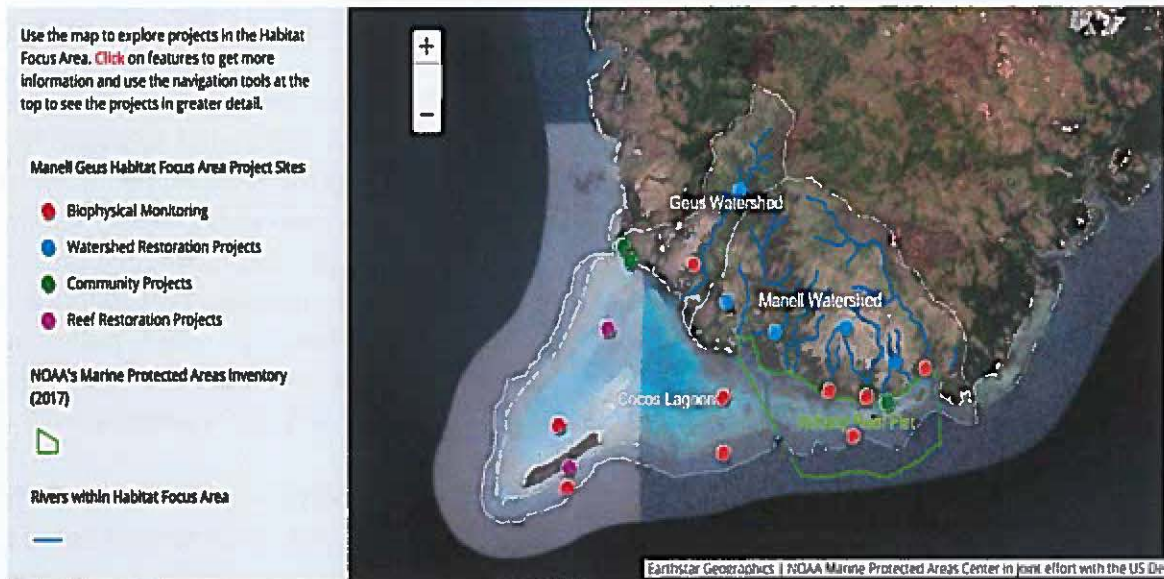 Use the map to explore projects in the Habitat
Focus Area. Click on features to get more
information and use the navigation tools at the
top to see the projects in greater detail.
Manell Geus Habitat Focus Area Project Sites
Biophysical Monitoring
Watershed Restoration Projects
Community Projects
Reef Restoration Projects
NOAA's Marine Protected Areas Inventory
(2017)
Rivers within Habitat Focus Area
+
−
Geus Watershed
Manell Watershed
Cocos Lagoon
Reef Flat
Earthstar Geographics | NOAA Marine Protected Areas Center in joint effort with the US De